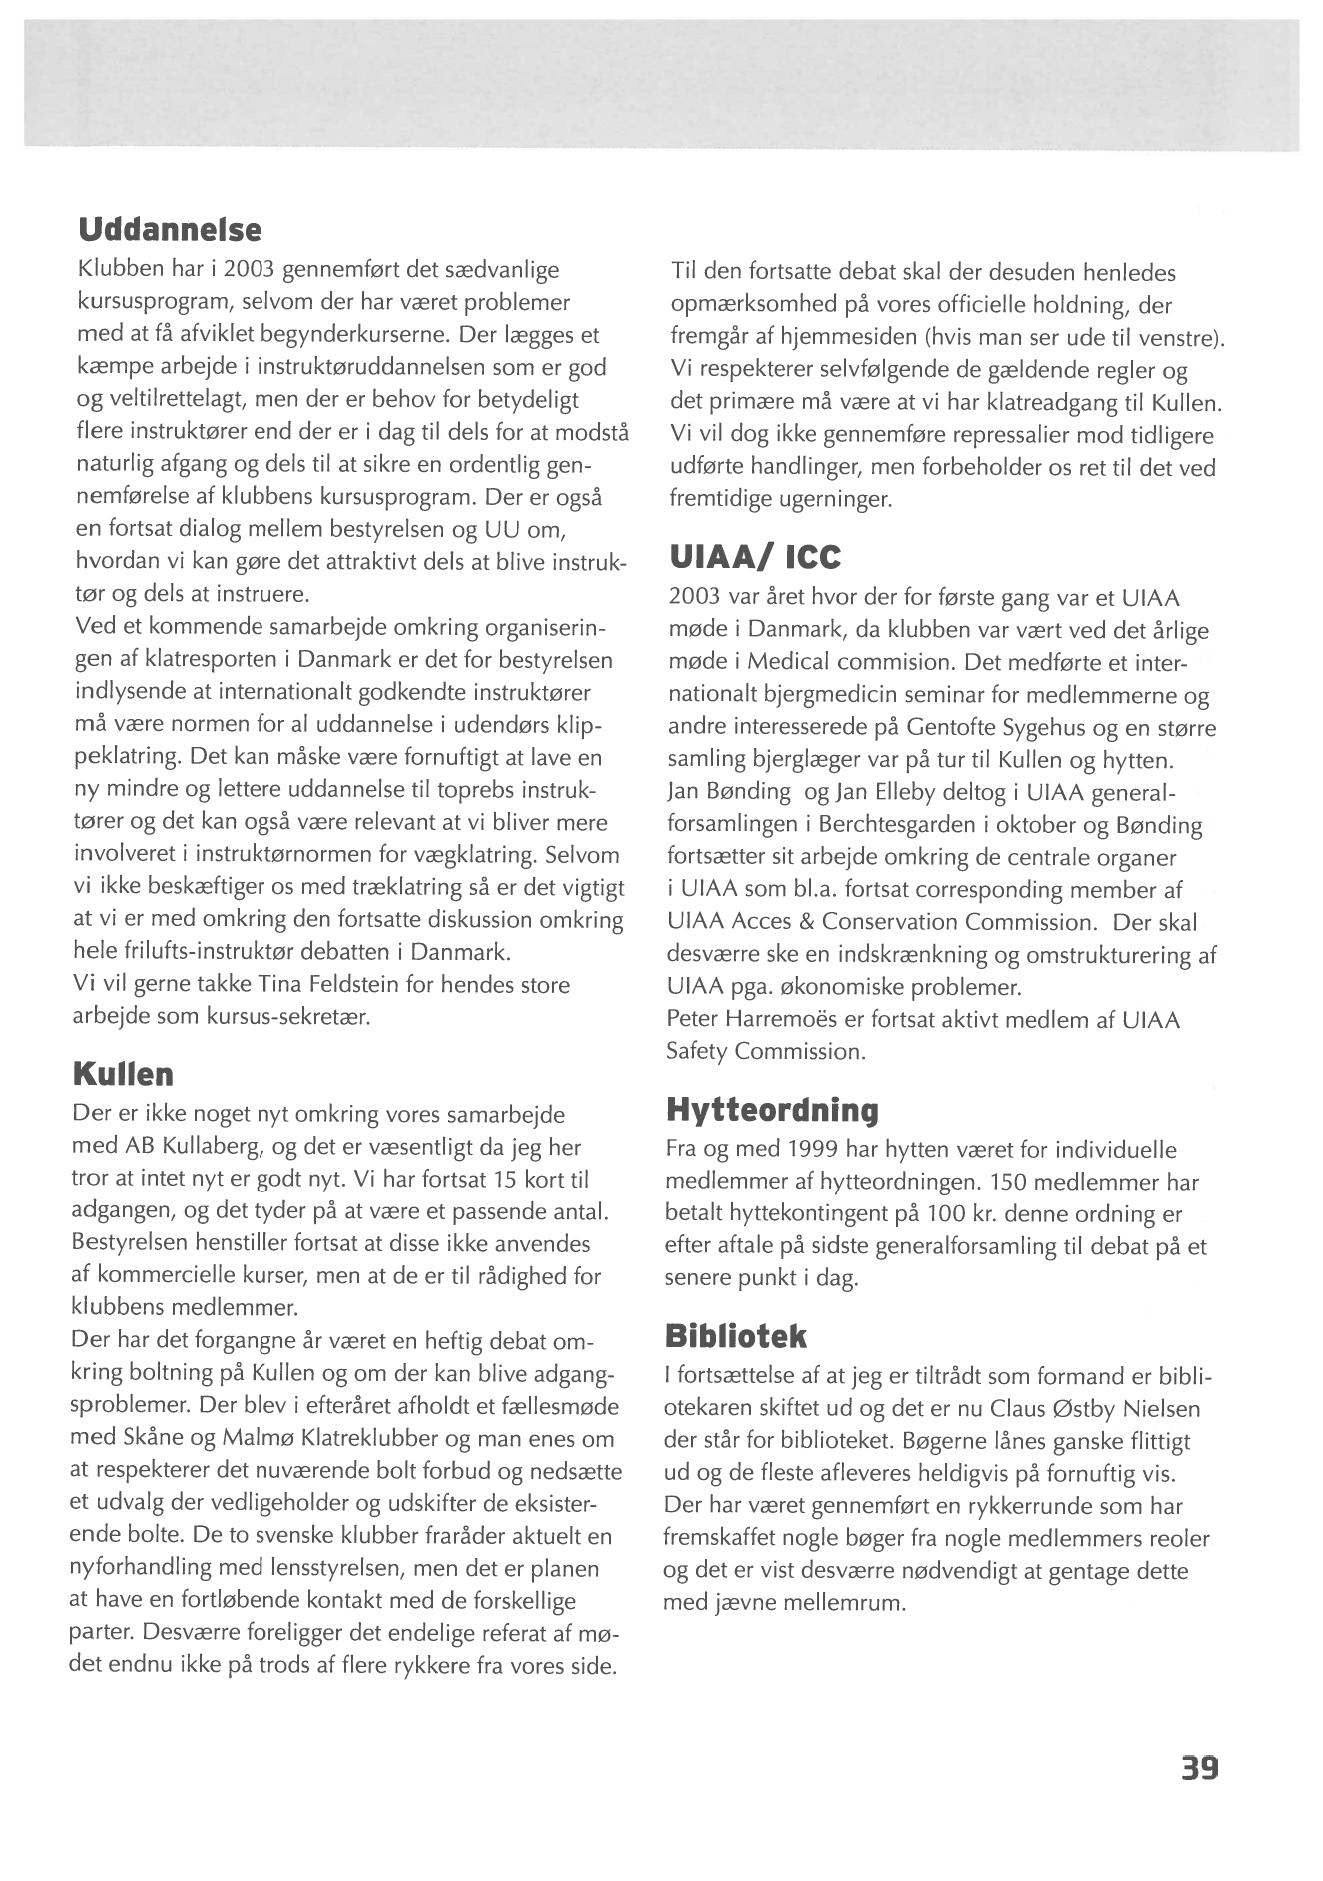 Uddannelse
Klubben har i 2003 gennemført det sædvanlige
kursusprogram, selvom der har været problemer
med at få afviklet begynderkurserne. Der lægges et
kæmpe arbejde i instruktøruddannelsen som er god
og veltilrettelagt, men der er behov for betydeligt
flere instruktører end der er i dag til dels for at modstå
naturlig afgang og dels til at sikre en ordentlig gen-
nemførelse af klubbens kursusprogram. Der er også
en fortsat dialog mellem bestyrelsen og UU om,
hvordan vi kan gøre det attraktivt dels at blive instruk-
tør og dels at instruere.
Ved et kommende samarbejde omkring organiserin-
gen af klatresporten i Danmark er det for bestyrelsen
indlysende at internationalt godkendte instruktører
må være normen for al uddannelse i udendørs klip-
peklatring. Det kan måske være fornuftigt at lave en
ny mindre og lettere uddannelse til toprebs instruk-
tører og det kan også være relevant at vi bliver mere
involveret i instruktørnormen for vægklatring. Selvom
vi ikke beskæftiger os med træklatring så er det vigtigt
at vi er med omkring den fortsatte diskussion omkring
hele frilufts-instruktør debatten i Danmark.
Vi vil gerne takke Tina Feldstein for hendes store
arbejde som kursus-sekretær.
Kullen
Der er ikke noget nyt omkring vores samarbejde
med AB Kullaberg, og det er væsentligt da jeg her
tror at intet nyt er godt nyt. Vi har fortsat 15 kort til
adgangen, og det tyder på at være et passende antal.
Bestyrelsen henstiller fortsat at disse ikke anvendes
af kommercielle kurser, men at de er til rådighed for
klubbens medlemmer.
Der har det forgangne år været en heftig debat om-
kring boltning på Kullen og om der kan blive adgang-
sproblemer. Der blev i efteråret afholdt et fællesmøde
med Skåne og Malmø Klatreklubber og man enes om
at respekterer det nuværende bolt forbud og nedsætte
et udvalg der vedligeholder og udskifter de eksister-
ende bolte. De to svenske klubber fraråder aktuelt en
nyforhandling med lensstyrelsen, men det er planen
at have en fortløbende kontakt med de forskellige
parter. Desværre foreligger det endelige referat af mø-
det endnu ikke på trods af flere rykkere fra vores side.
Til den fortsatte debat skal der desuden henledes
opmærksomhed på vores officielle holdning, der
fremgår af hjemmesiden (hvis man ser ude til venstre).
Vi respekterer selvfølgende de gældende regler og
det primære må være at vi har klatreadgang til Kullen.
Vi vil dog ikke gennemføre repressalier mod tidligere
udførte handlinger, men forbeholder os ret til det ved
fremtidige ugerninger.
UIAA/ ICC
2003 var året hvor der for første gang var et UIAA
møde i Danmark, da klubben var vært ved det årlige
møde i Medical commision. Det medførte et inter-
nationalt bjergmedicin seminar for medlemmerne og
andre interesserede på Gentofte Sygehus og en større
samling bjerglæger var på tur til Kullen og hytten.
Jan Bønding og Jan Elleby deltog i UIAA general-
forsamlingen i Berchtesgarden i oktober og Bønding
fortsætter sit arbejde omkring de centrale organer
i UIAA som bl.a. fortsat corresponding member af
UIAA Acces & Conservation Commission. Der skal
desværre ske en indskrænkning og omstrukturering af
UIAA pga. økonomiske problemer.
Peter Harremoës er fortsat aktivt medlem af UIAA
Safety Commission.
Hytteordning
Fra og med 1999 har hytten været for individuelle
medlemmer af hytteordningen. 150 medlemmer har
betalt hyttekontingent på 100 kr. denne ordning er
efter aftale på sidste generalforsamling til debat på et
senere punkt i dag.
Bibliotek
I fortsættelse af at jeg er tiltrådt som formand er bibli-
otekaren skiftet ud og det er nu Claus Østby Nielsen
der står for biblioteket. Bøgerne lånes ganske flittigt
ud og de fleste afleveres heldigvis på fornuftig vis.
Der har været gennemført en rykkerrunde som har
fremskaffet nogle bøger fra nogle medlemmers reoler
og det er vist desværre nødvendigt at gentage dette
med jævne mellemrum.
39